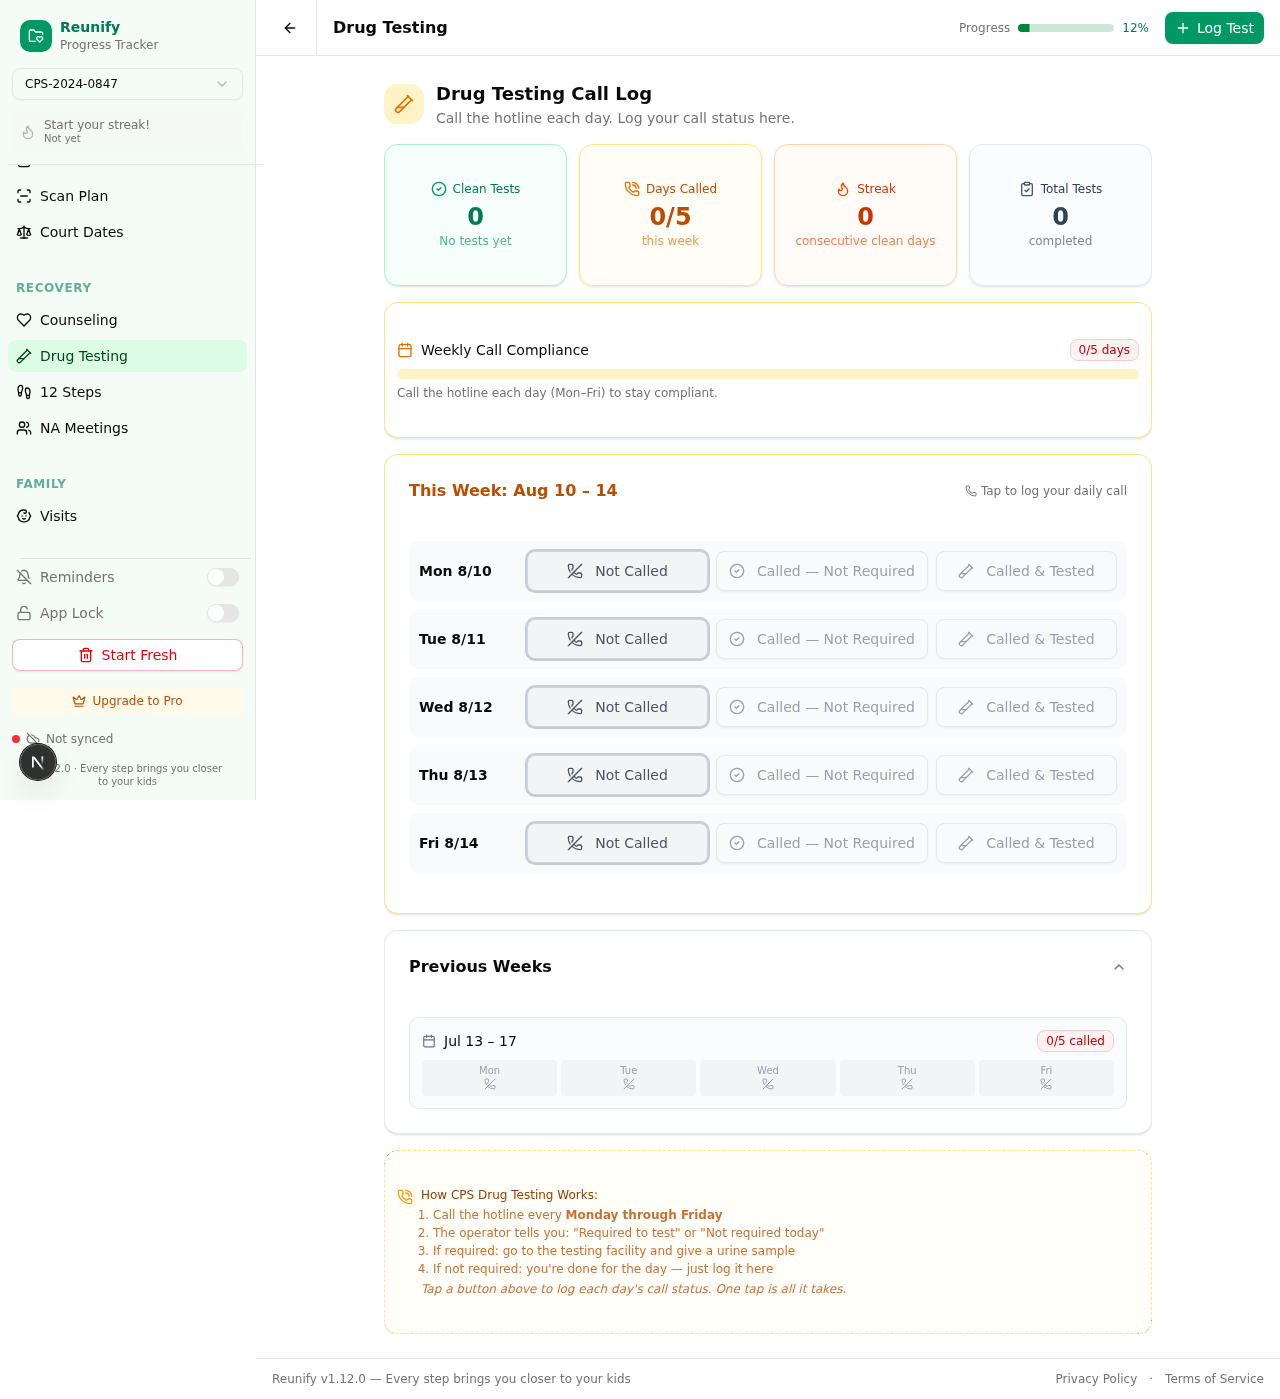 Reunify
Progress Tracker
CPS-2024-0847
Start your streak!
Not yet
Scan Plan
Court Dates
RECOVERY
Counseling
Drug Testing
12 Steps
NA Meetings
FAMILY
Visits
Reminders
App Lock
Start Fresh
Upgrade to Pro
Not synced
N
2.0 · Every step brings you closer
to your kids
Drug Testing
Progress 12%
Log Test
Drug Testing Call Log
Call the hotline each day. Log your call status here.
Clean Tests
0
No tests yet
Days Called
0/5
this week
Streak
0
consecutive clean days
Total Tests
0
completed
Weekly Call Compliance 0/5 days
Call the hotline each day (Mon–Fri) to stay compliant.
This Week: Aug 10 – 14 Tap to log your daily call
Mon 8/10 Not Called Called — Not Required Called & Tested
Tue 8/11 Not Called Called — Not Required Called & Tested
Wed 8/12 Not Called Called — Not Required Called & Tested
Thu 8/13 Not Called Called — Not Required Called & Tested
Fri 8/14 Not Called Called — Not Required Called & Tested
Previous Weeks
Jul 13 – 17 0/5 called
Mon Tue Wed Thu Fri
How CPS Drug Testing Works:
1. Call the hotline every Monday through Friday
2. The operator tells you: "Required to test" or "Not required today"
3. If required: go to the testing facility and give a urine sample
4. If not required: you're done for the day — just log it here
Tap a button above to log each day's call status. One tap is all it takes.
Reunify v1.12.0 — Every step brings you closer to your kids
Privacy Policy · Terms of Service